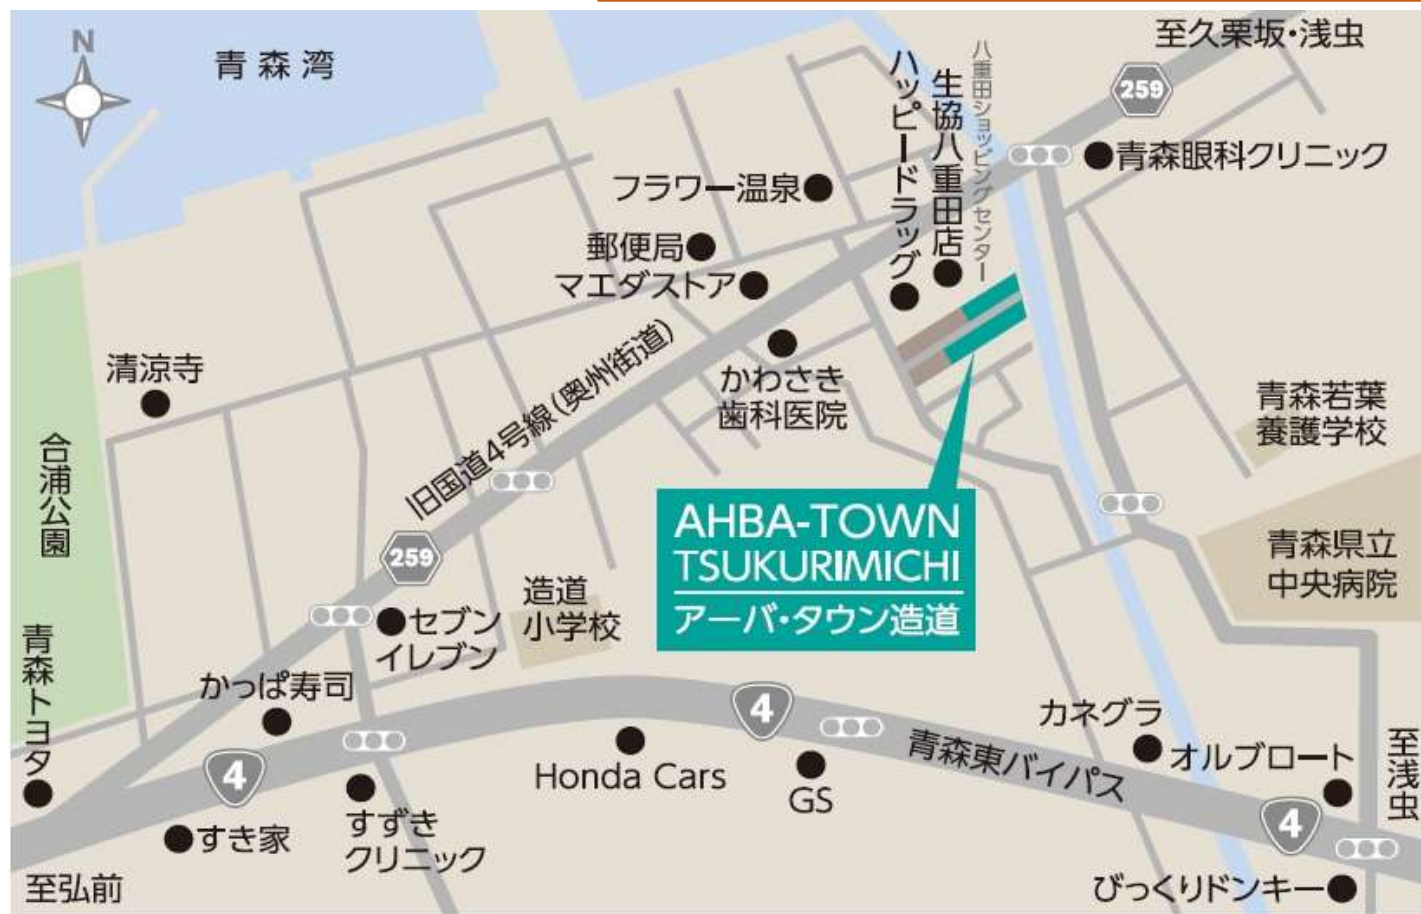 N
青森湾
至久栗坂・浅虫
259
八重田ショッピングセンター
生協八重田店
ハッピードラッグ
青森眼科クリニック
フラワー温泉
郵便局
マエダストア
清涼寺
かわさき
歯科医院
旧国道4号線(奥州街道)
青森若葉
養護学校
合浦公園
AHBA-TOWN
TSUKURIMICHI
アーバ・タウン造道
青森県立
中央病院
259
造道
小学校
セブン
イレブン
青森トヨタ
かっぱ寿司
4
4
カネグラ
オルブロート
至浅虫
青森東バイパス
Honda Cars
GS
4
すき家
すずき
クリニック
至弘前
びっくりドンキー